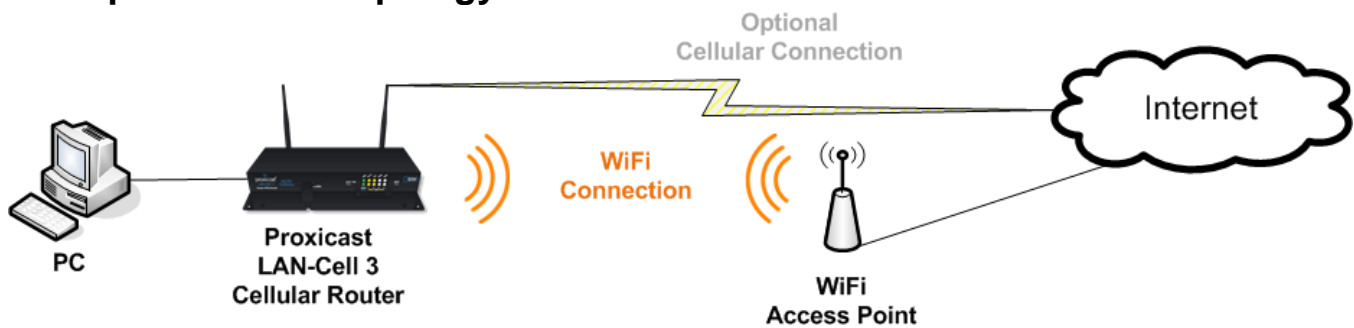 Optional
Cellular Connection
Internet
WiFi
Connection
PC
Proxicast
LAN-Cell 3
Cellular Router
WiFi
Access Point